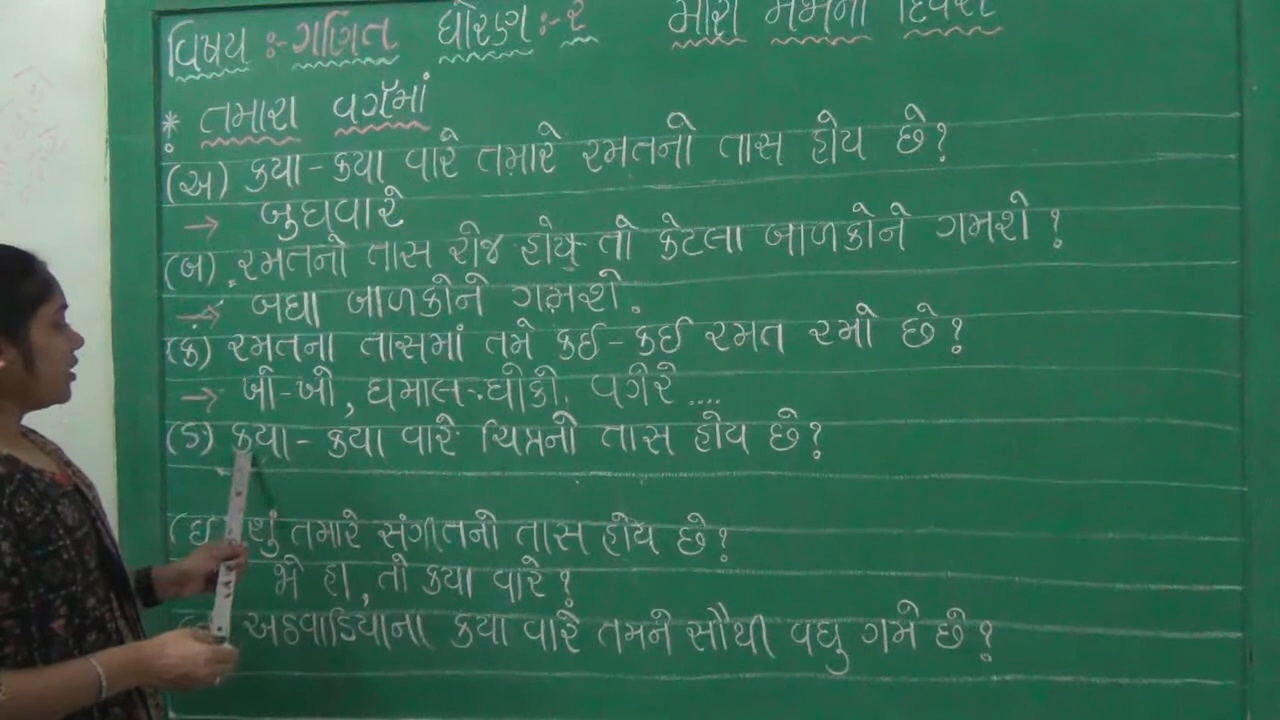 વિષય :- ગણિત ધોરણ :- ૨ મારા મજાના દિવસો
* તમારા વર્ગમાં
(અ) કયા - કયા વારે તમારે રમતનો તાસ હોય છે?
→ બુધવારે
(બ) રમતનો તાસ રોજ હોય તો કેટલા બાળકોને ગમશે?
→ બધા બાળકોને ગમશે.
(ક) રમતના તાસમાં તમે કઈ - કઈ રમત રમો છે?
→ ખો-ખો, ધમાલ-ધોકો. વગેરે ....
(ડ) કયા - કયા વારે ચિત્રનો તાસ હોય છે?
(ઇ) શું તમારે સંગીતનો તાસ હોય છે?
જો હા, તો કયા વારે?
અઠવાડિયાના કયા વારે તમને સૌથી વધુ ગમે છે?